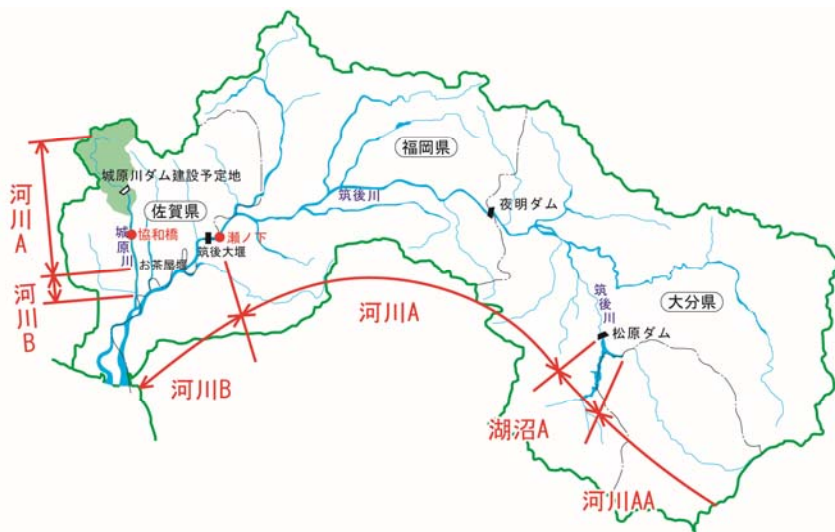 福岡県
城原川ダム建設予定地
筑後川
夜明ダム
佐賀県
河川A
城原川
協和橋
瀬ノ下
筑後大堰
お茶屋堰
河川B
大分県
筑後川
松原ダム
河川A
河川B
湖沼A
河川AA